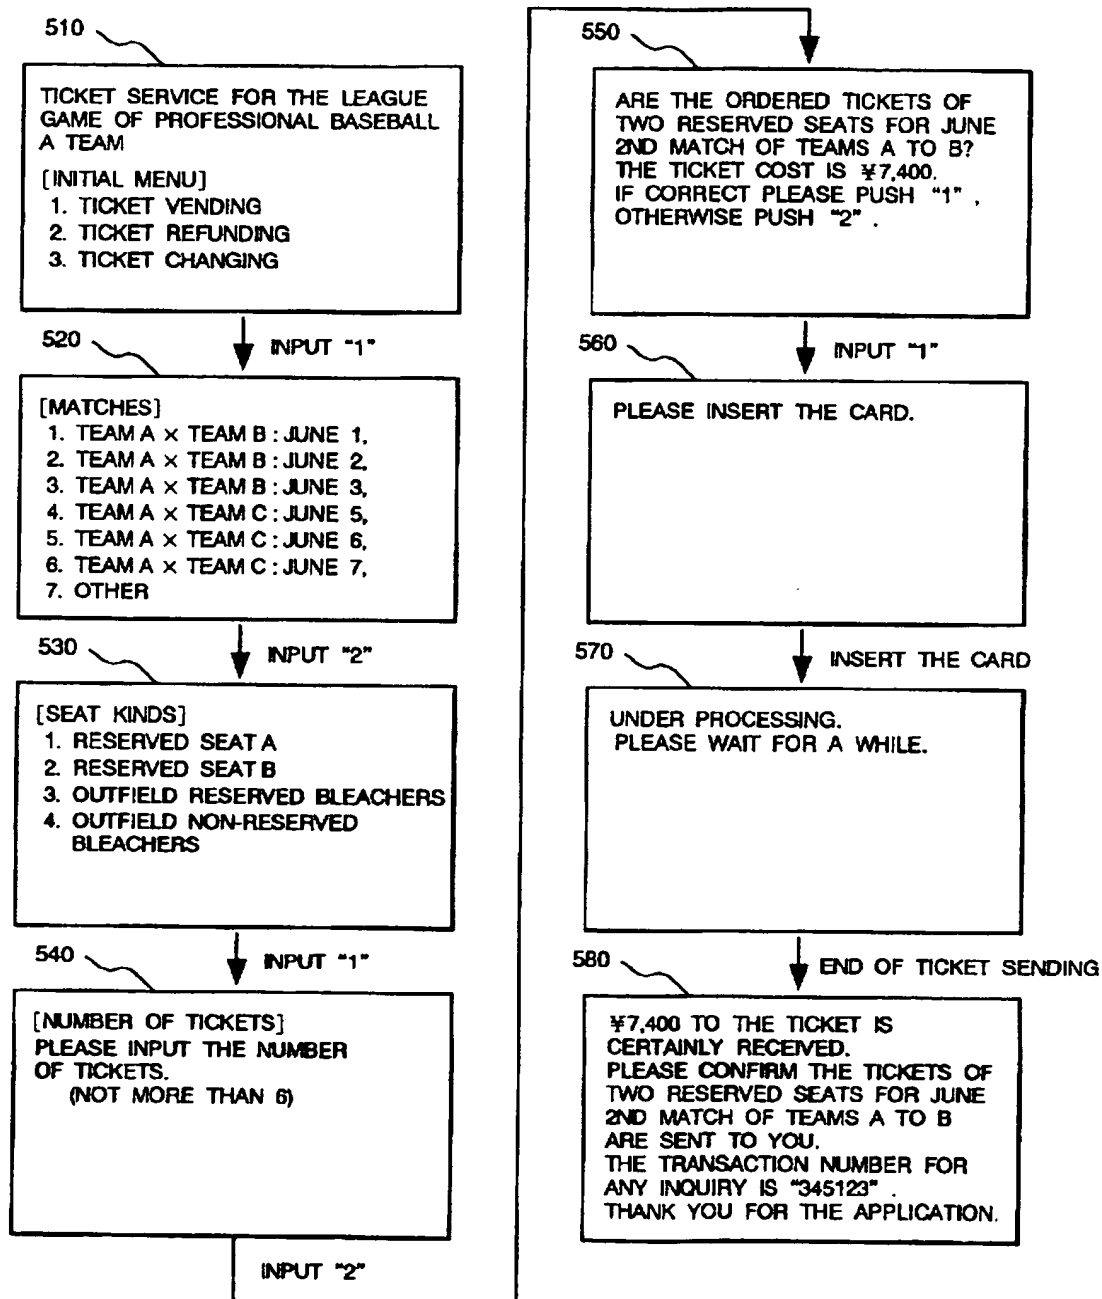 510
TICKET SERVICE FOR THE LEAGUE
GAME OF PROFESSIONAL BASEBALL
A TEAM
[INITIAL MENU]
1. TICKET VENDING
2. TICKET REFUNDING
3. TICKET CHANGING
INPUT "1"
520
[MATCHES]
1. TEAM A × TEAM B : JUNE 1,
2. TEAM A × TEAM B : JUNE 2,
3. TEAM A × TEAM B : JUNE 3,
4. TEAM A × TEAM C : JUNE 5,
5. TEAM A × TEAM C : JUNE 6,
6. TEAM A × TEAM C : JUNE 7,
7. OTHER
INPUT "2"
530
[SEAT KINDS]
1. RESERVED SEAT A
2. RESERVED SEAT B
3. OUTFIELD RESERVED BLEACHERS
4. OUTFIELD NON-RESERVED
BLEACHERS
INPUT "1"
540
[NUMBER OF TICKETS]
PLEASE INPUT THE NUMBER
OF TICKETS.
(NOT MORE THAN 6)
INPUT "2"
550
ARE THE ORDERED TICKETS OF
TWO RESERVED SEATS FOR JUNE
2ND MATCH OF TEAMS A TO B?
THE TICKET COST IS ¥7,400.
IF CORRECT PLEASE PUSH "1" ,
OTHERWISE PUSH "2" .
INPUT "1"
560
PLEASE INSERT THE CARD.
INSERT THE CARD
570
UNDER PROCESSING.
PLEASE WAIT FOR A WHILE.
END OF TICKET SENDING
580
¥7,400 TO THE TICKET IS
CERTAINLY RECEIVED.
PLEASE CONFIRM THE TICKETS OF
TWO RESERVED SEATS FOR JUNE
2ND MATCH OF TEAMS A TO B
ARE SENT TO YOU.
THE TRANSACTION NUMBER FOR
ANY INQUIRY IS "345123" .
THANK YOU FOR THE APPLICATION.